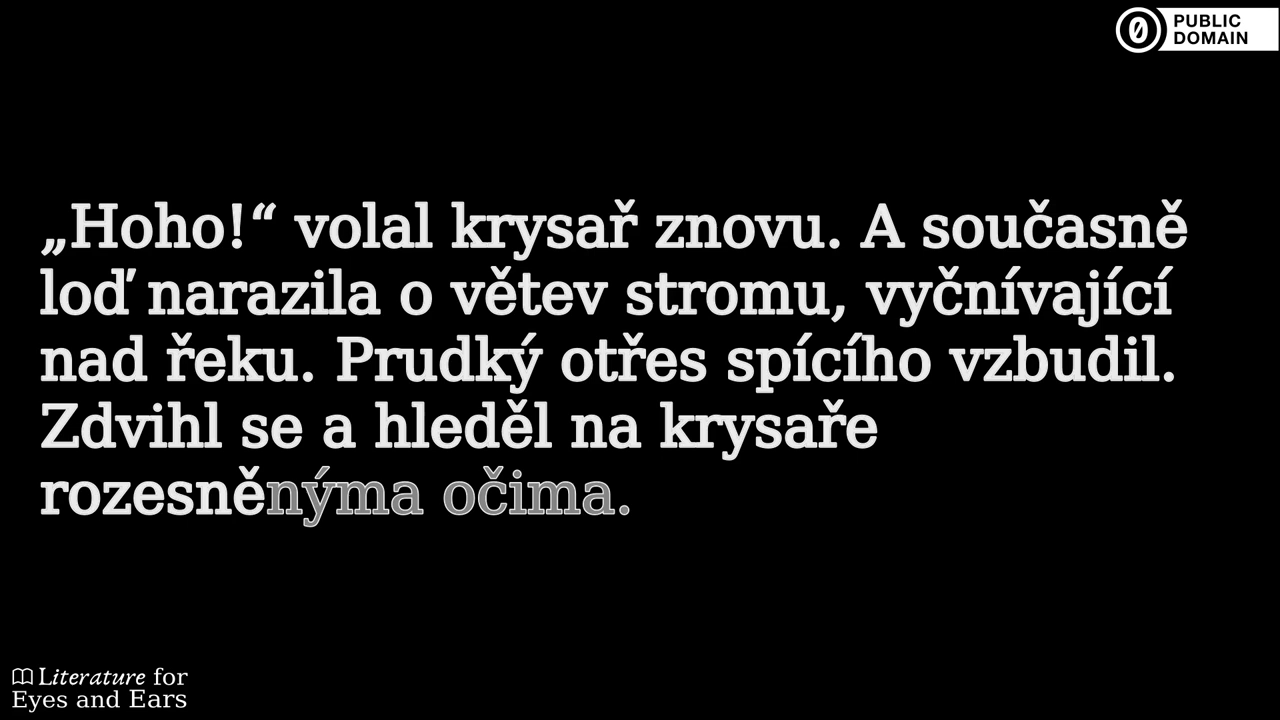 PUBLIC
DOMAIN
„Hoho!“ volal krysař znovu. A současně
loď narazila o větev stromu, vyčnívající
nad řeku. Prudký otřes spícího vzbudil.
Zdvihl se a hleděl na krysaře
rozesněnýma očima.
Literature for
Eyes and Ears